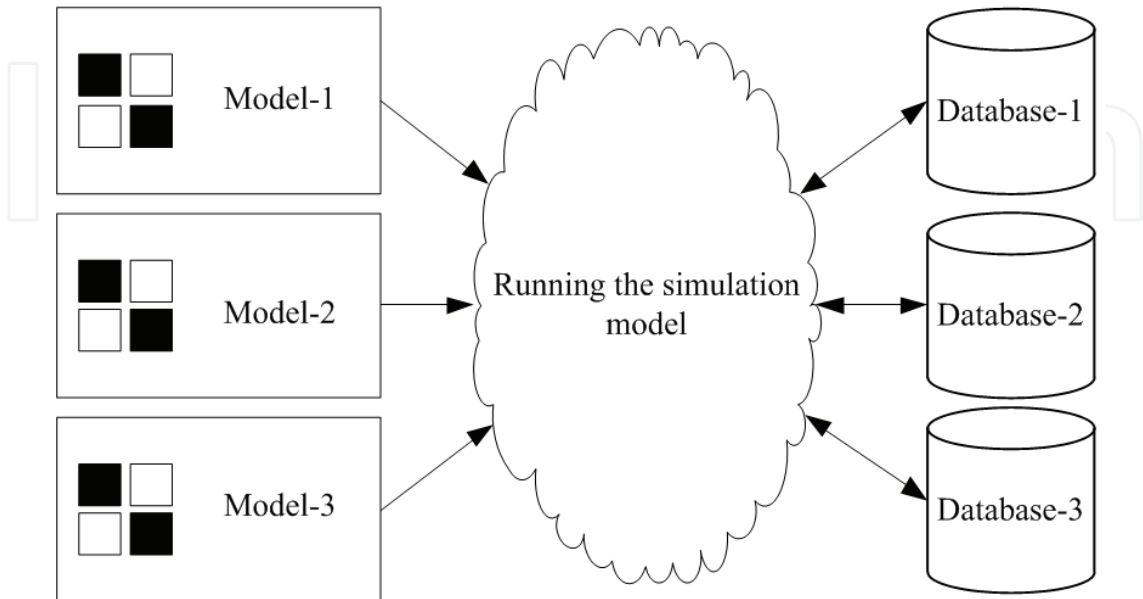 Model-1
Model-2
Model-3
Running the simulation
model
Database-1
Database-2
Database-3